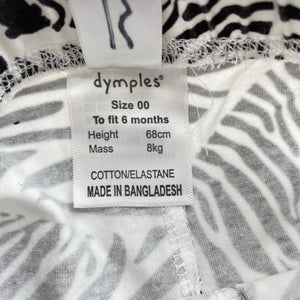 dymples®
Size 00
To fit 6 months
Height 68cm
Mass 8kg
COTTON/ELASTANE
MADE IN BANGLADESH